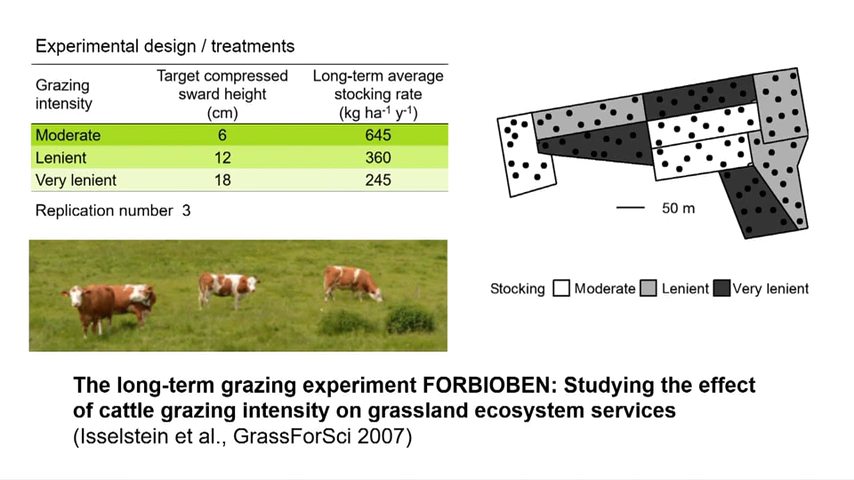 Experimental design / treatments
Grazing intensity Target compressed sward height (cm) Long-term average stocking rate (kg ha⁻¹ y⁻¹)
Moderate 6 645
Lenient 12 360
Very lenient 18 245
Replication number 3
50 m
Stocking Moderate Lenient Very lenient
The long-term grazing experiment FORBIOBEN: Studying the effect
of cattle grazing intensity on grassland ecosystem services
(Isselstein et al., GrassForSci 2007)